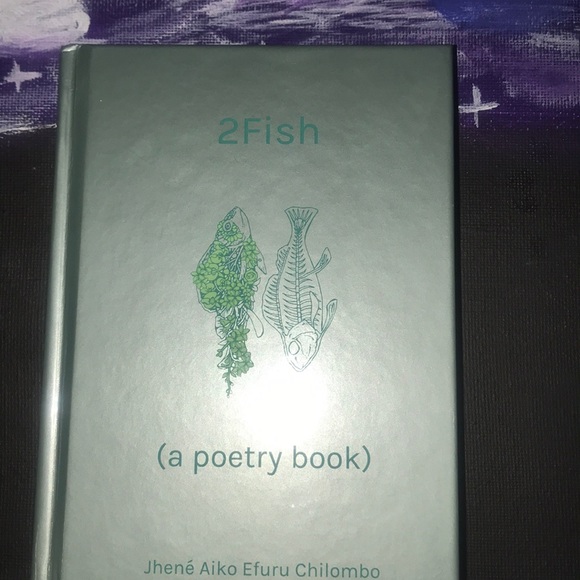 2Fish
(a poetry book)
Jhené Aiko Efuru Chilombo